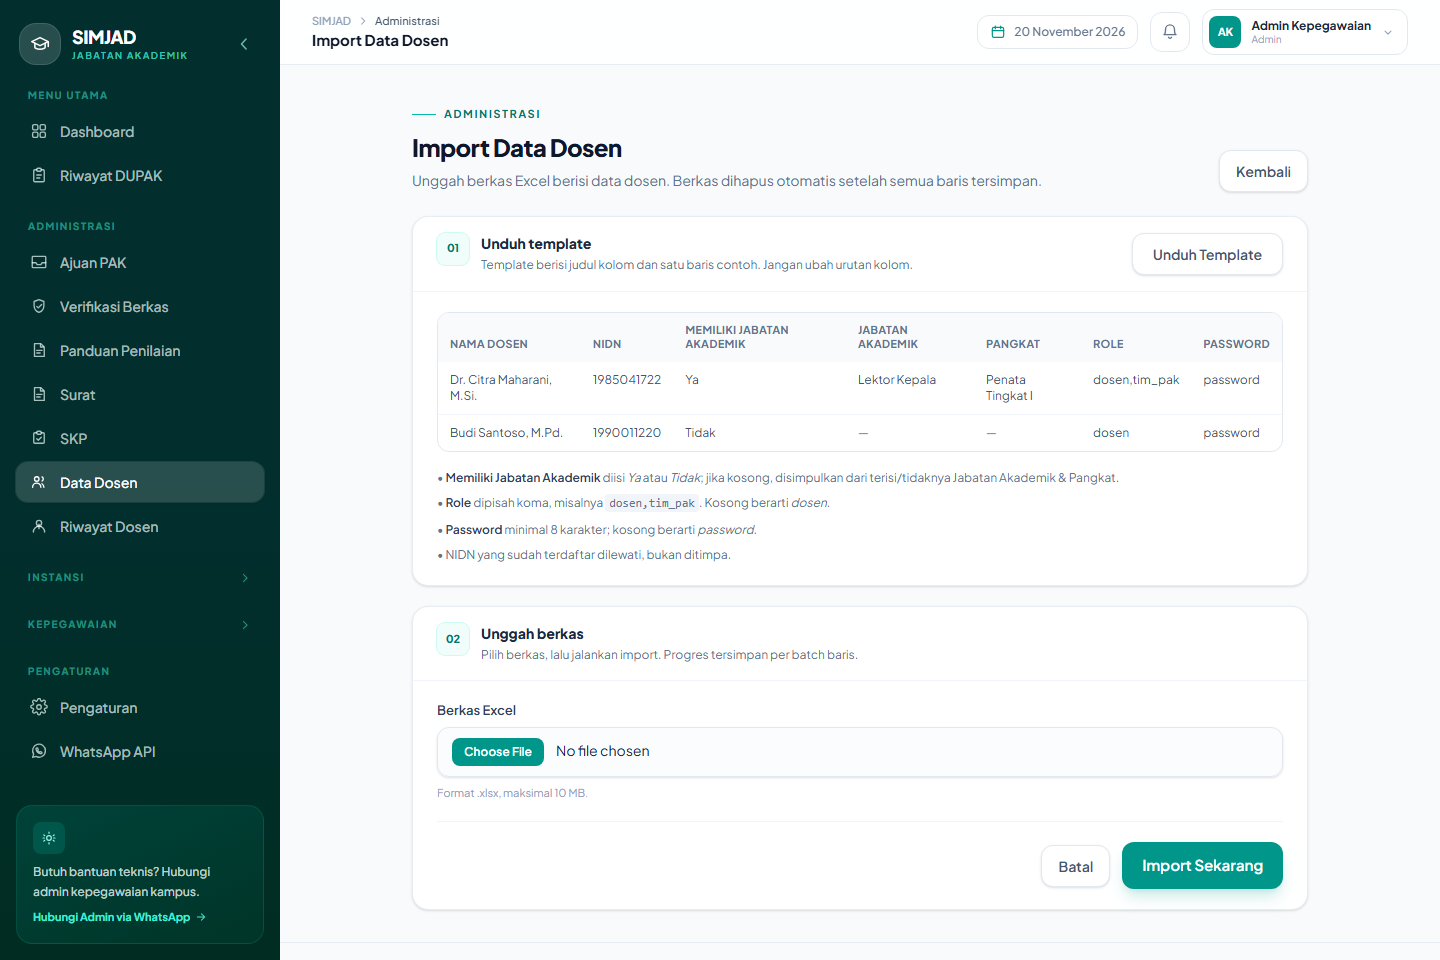 SIMJAD
JABATAN AKADEMIK
MENU UTAMA
Dashboard
Riwayat DUPAK
ADMINISTRASI
Ajuan PAK
Verifikasi Berkas
Panduan Penilaian
Surat
SKP
Data Dosen
Riwayat Dosen
INSTANSI
KEPEGAWAIAN
PENGATURAN
Pengaturan
WhatsApp API
Butuh bantuan teknis? Hubungi
admin kepegawaian kampus.
Hubungi Admin via WhatsApp →
SIMJAD > Administrasi
Import Data Dosen
20 November 2026
AK
Admin Kepegawaian
Admin
ADMINISTRASI
Import Data Dosen
Unggah berkas Excel berisi data dosen. Berkas dihapus otomatis setelah semua baris tersimpan.
Kembali
01
Unduh template
Template berisi judul kolom dan satu baris contoh. Jangan ubah urutan kolom.
Unduh Template
NAMA DOSEN NIDN MEMILIKI JABATAN AKADEMIK JABATAN AKADEMIK PANGKAT ROLE PASSWORD
Dr. Citra Maharani, M.Si. 1985041722 Ya Lektor Kepala Penata Tingkat I dosen,tim_pak password
Budi Santoso, M.Pd. 1990011220 Tidak — — dosen password
• Memiliki Jabatan Akademik diisi Ya atau Tidak; jika kosong, disimpulkan dari terisi/tidaknya Jabatan Akademik & Pangkat.
• Role dipisah koma, misalnya dosen,tim_pak. Kosong berarti dosen.
• Password minimal 8 karakter; kosong berarti password.
• NIDN yang sudah terdaftar dilewati, bukan ditimpa.
02
Unggah berkas
Pilih berkas, lalu jalankan import. Progres tersimpan per batch baris.
Berkas Excel
Choose File No file chosen
Format .xlsx, maksimal 10 MB.
Batal
Import Sekarang